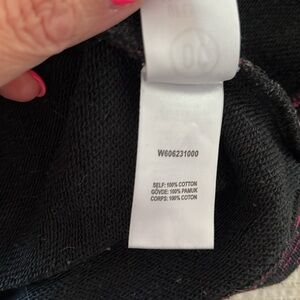 W606231000
SELF: 100% COTTON
GÖVDE: 100% PAMUK
CORPS: 100% COTON